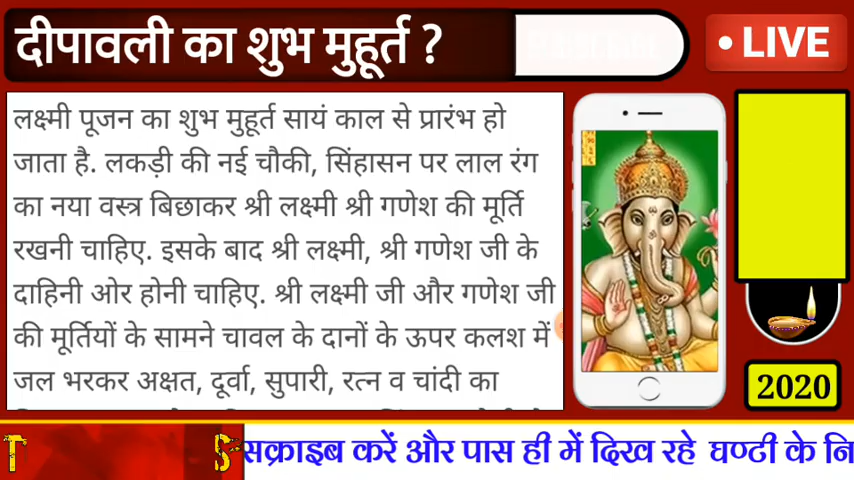 दीपावली का शुभ मुहूर्त ?
LIVE
लक्ष्मी पूजन का शुभ मुहूर्त सायं काल से प्रारंभ हो
जाता है. लकड़ी की नई चौकी, सिंहासन पर लाल रंग
का नया वस्त्र बिछाकर श्री लक्ष्मी श्री गणेश की मूर्ति
रखनी चाहिए. इसके बाद श्री लक्ष्मी, श्री गणेश जी के
दाहिनी ओर होनी चाहिए. श्री लक्ष्मी जी और गणेश जी
की मूर्तियों के सामने चावल के दानों के ऊपर कलश में
जल भरकर अक्षत, दूर्वा, सुपारी, रत्न व चांदी का
2020
T S
सक्राइब करें और पास ही में दिख रहे घण्टी के नि